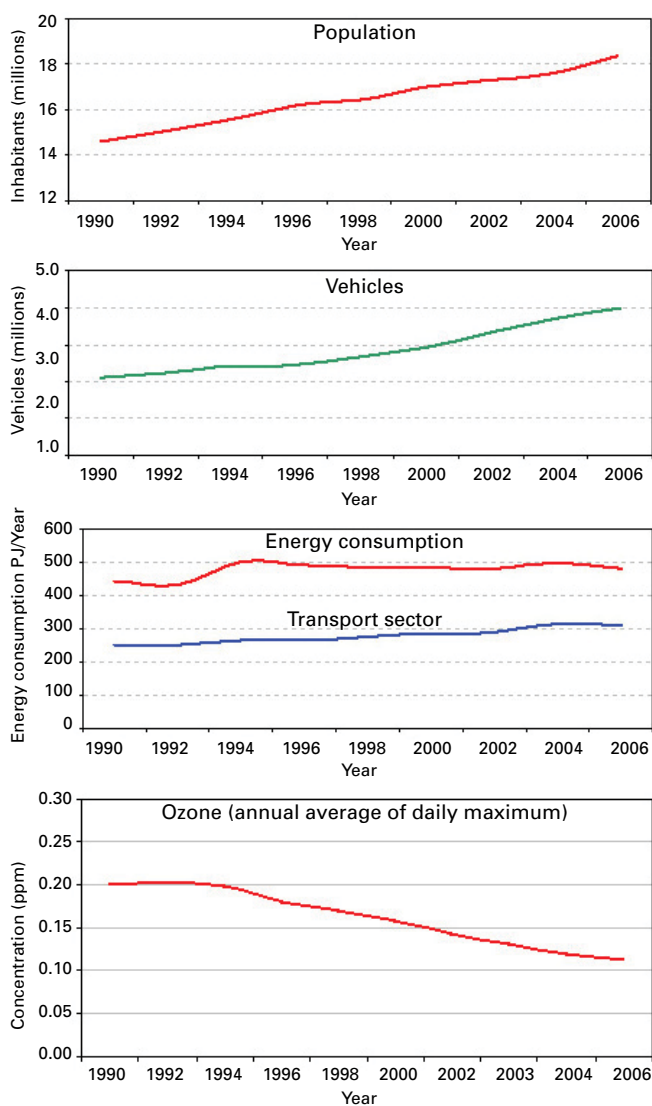 Population
Inhabitants (millions)
20
18
16
14
12
1990 1992 1994 1996 1998 2000 2002 2004 2006
Year
Vehicles
Vehicles (millions)
5.0
4.0
3.0
2.0
1.0
1990 1992 1994 1996 1998 2000 2002 2004 2006
Year
Energy consumption
Transport sector
Energy consumption PJ/Year
600
500
400
300
200
100
0
1990 1992 1994 1996 1998 2000 2002 2004 2006
Year
Ozone (annual average of daily maximum)
Concentration (ppm)
0.30
0.20
0.15
0.10
0.05
0.00
1990 1992 1994 1996 1998 2000 2002 2003 2004 2006
Year